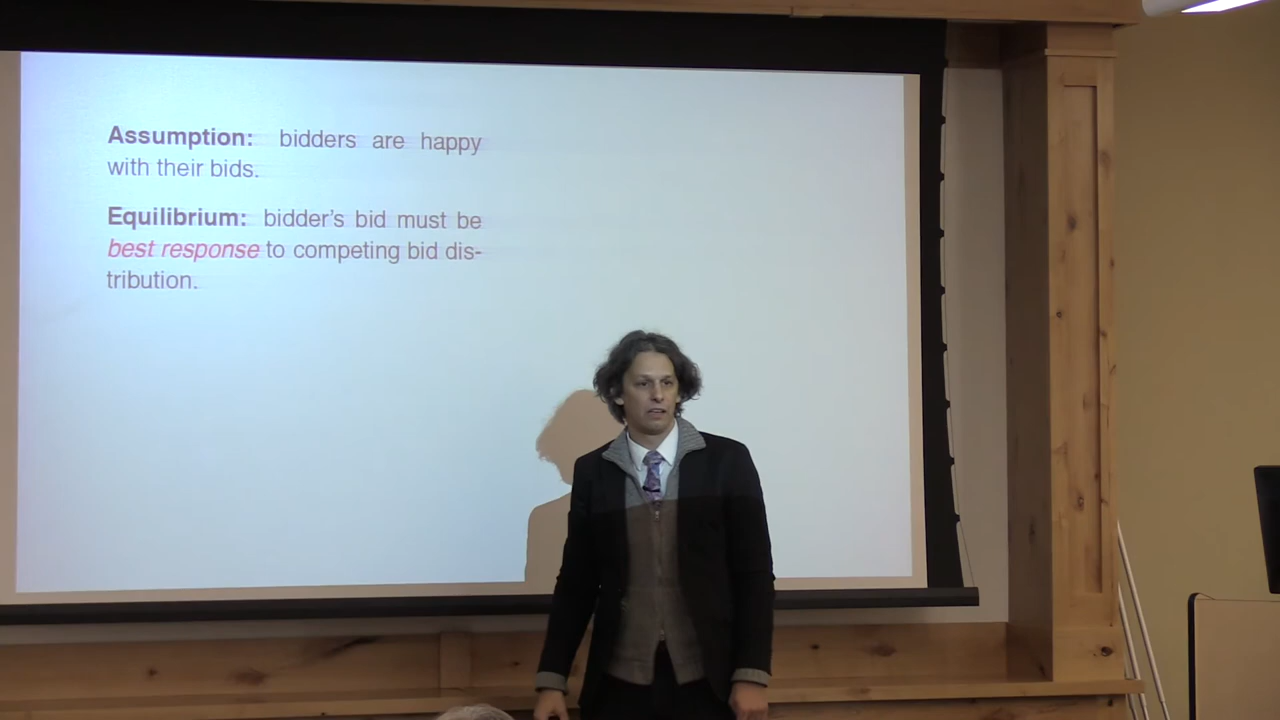 Assumption: bidders are happy
with their bids.
Equilibrium: bidder's bid must be
best response to competing bid dis-
tribution.